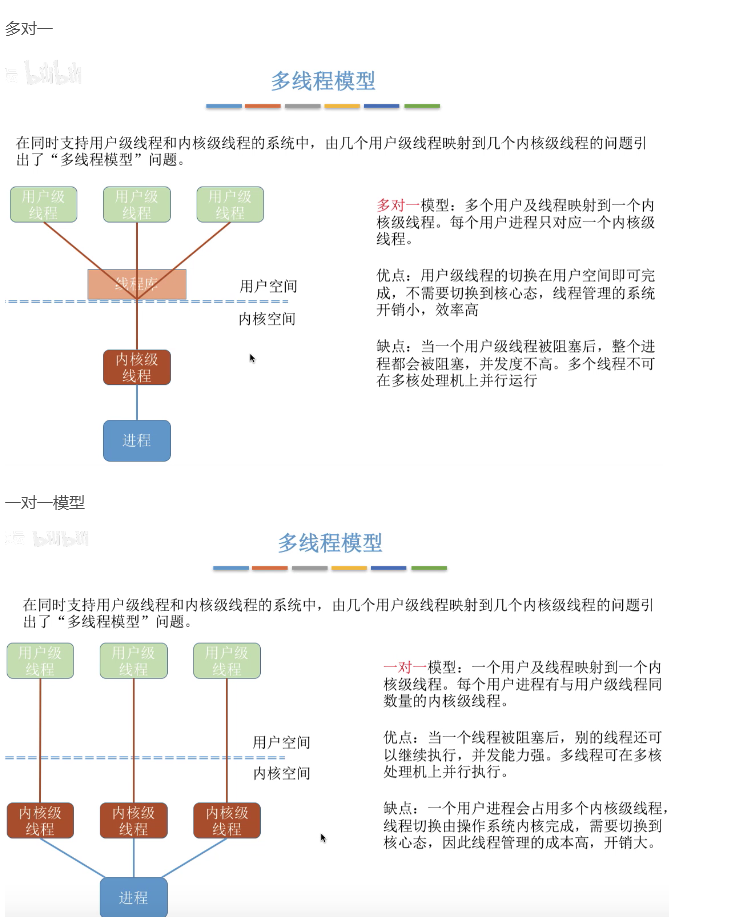 多对一
bilibili
多线程模型
在同时支持用户级线程和内核级线程的系统中，由几个用户级线程映射到几个内核级线程的问题引
出了“多线程模型”问题。
用户级
线程
用户级
线程
用户级
线程
线程库
用户空间
内核空间
内核级
线程
进程
多对一模型：多个用户及线程映射到一个内
核级线程。每个用户进程只对应一个内核级
线程。
优点：用户级线程的切换在用户空间即可完
成，不需要切换到核心态，线程管理的系统
开销小，效率高
缺点：当一个用户级线程被阻塞后，整个进
程都会被阻塞，并发度不高。多个线程不可
在多核处理机上并行运行
一对一模型
bilibili
多线程模型
在同时支持用户级线程和内核级线程的系统中，由几个用户级线程映射到几个内核级线程的问题引
出了“多线程模型”问题。
用户级
线程
用户级
线程
用户级
线程
用户空间
内核空间
内核级
线程
内核级
线程
内核级
线程
进程
一对一模型：一个用户及线程映射到一个内
核级线程。每个用户进程有与用户级线程同
数量的内核级线程。
优点：当一个线程被阻塞后，别的线程还可
以继续执行，并发能力强。多线程可在多核
处理机上并行执行。
缺点：一个用户进程会占用多个内核级线程，
线程切换由操作系统内核完成，需要切换到
核心态，因此线程管理的成本高，开销大。